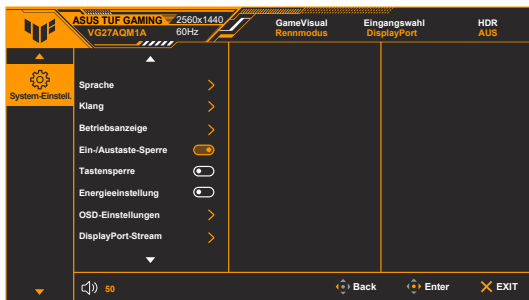 ASUS TUF GAMING 2560x1440
VG27AQM1A 60Hz
GameVisual
Rennmodus
Eingangswahl
DisplayPort
HDR
AUS
System-Einstell.
Sprache
Klang
Betriebsanzeige
Ein-/Austaste-Sperre
Tastensperre
Energieeinstellung
OSD-Einstellungen
DisplayPort-Stream
50
Back
Enter
EXIT